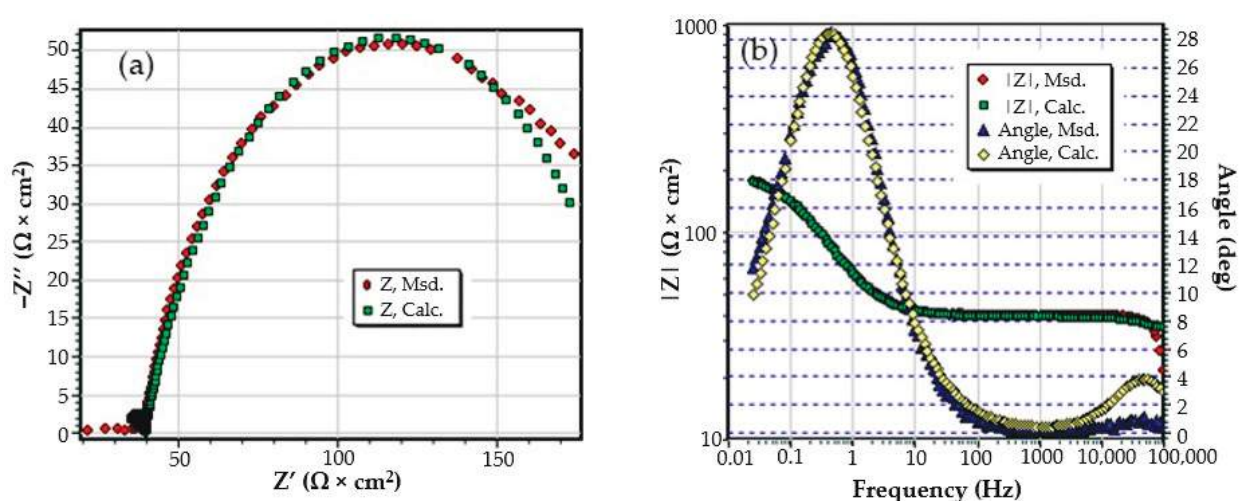 (a)
50
45
40
35
30
25
20
15
10
5
0
−Z″ (Ω × cm²)
Z, Msd.
Z, Calc.
50 100 150
Z′ (Ω × cm²)
(b)
1000
100
10
|Z| (Ω × cm²)
|Z|, Msd.
|Z|, Calc.
Angle, Msd.
Angle, Calc.
28
26
24
22
20
18
16
14
12
10
8
6
4
2
0
Angle (deg)
0.01 0.1 1 10 100 1000 10,000 100,000
Frequency (Hz)